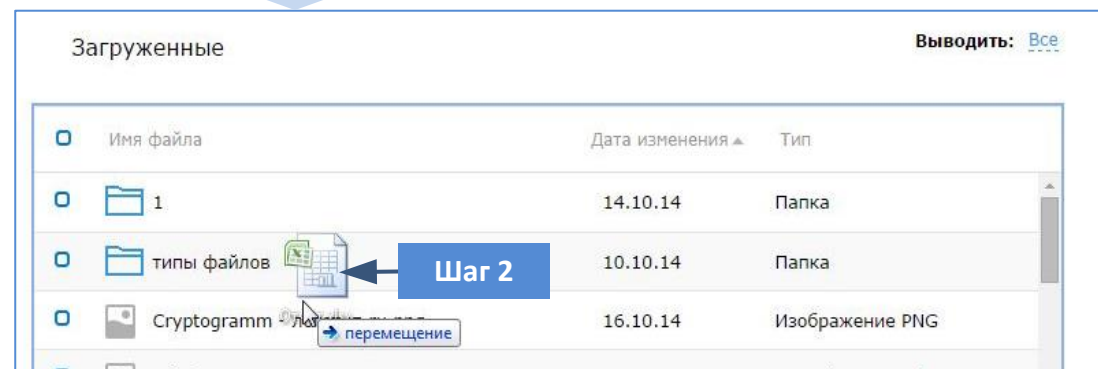 Загруженные
Выводить: Все
Имя файла
Дата изменения
Тип
1
14.10.14
Папка
типы файлов
10.10.14
Папка
Шаг 2
Cryptogramm -
16.10.14
Изображение PNG
перемещение